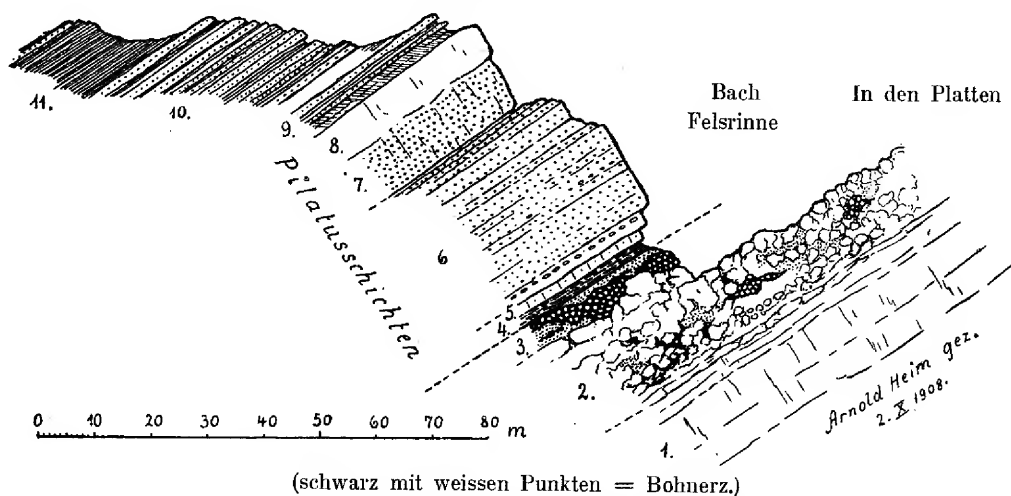 Bach
Felsrinne
In den Platten
11.
10.
9.
8.
7.
6
5.
4.
3.
2.
1.
Pilatusschichten
Arnold Heim gez.
2. X. 1908.
0 10 20 30 40 50 60 70 80 m
(schwarz mit weissen Punkten = Bohnerz.)